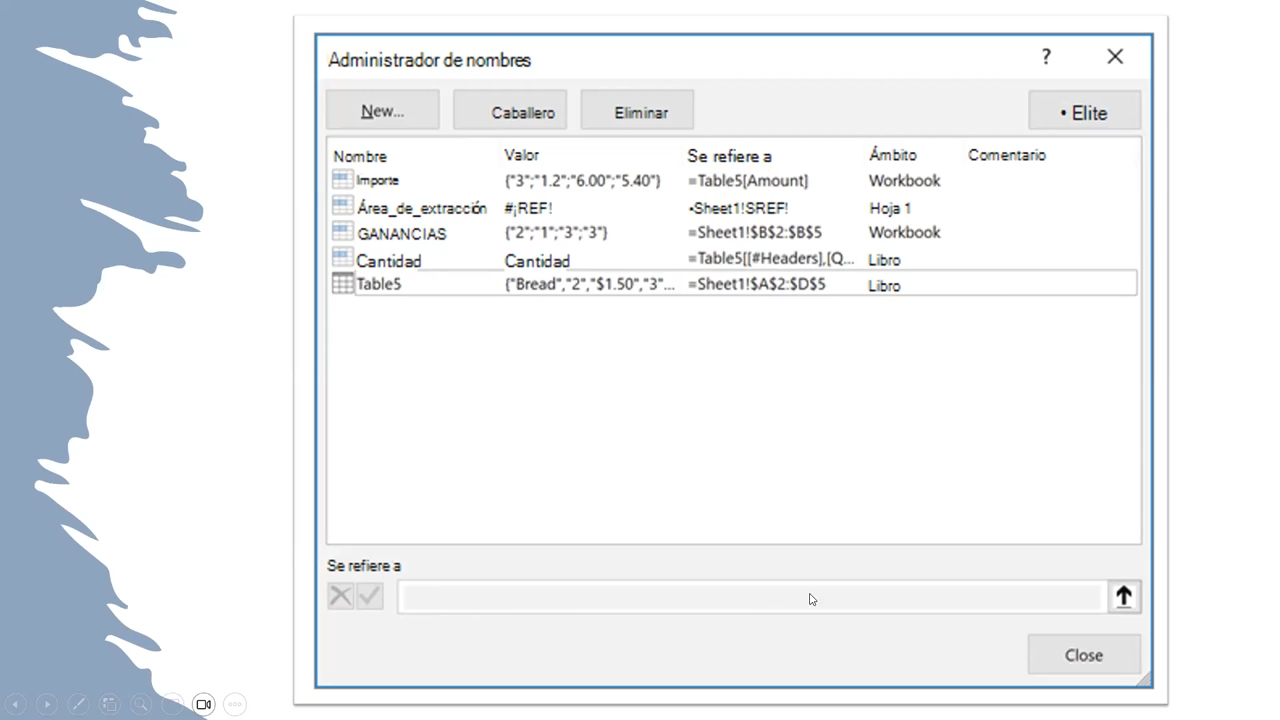 Administrador de nombres ?
New... Caballero Eliminar • Elite
Nombre Valor Se refiere a Ámbito Comentario
Importe {"3";"1.2";"6.00";"5.40"} =Table5[Amount] Workbook
Área_de_extracción #¡REF! •Sheet1!SREF! Hoja 1
GANANCIAS {"2";"1";"3";"3"} =Sheet1!$B$2:$B$5 Workbook
Cantidad Cantidad =Table5[[#Headers],[Q... Libro
Table5 {"Bread","2","$1.50","3"... =Sheet1!$A$2:$D$5 Libro
Se refiere a
Close